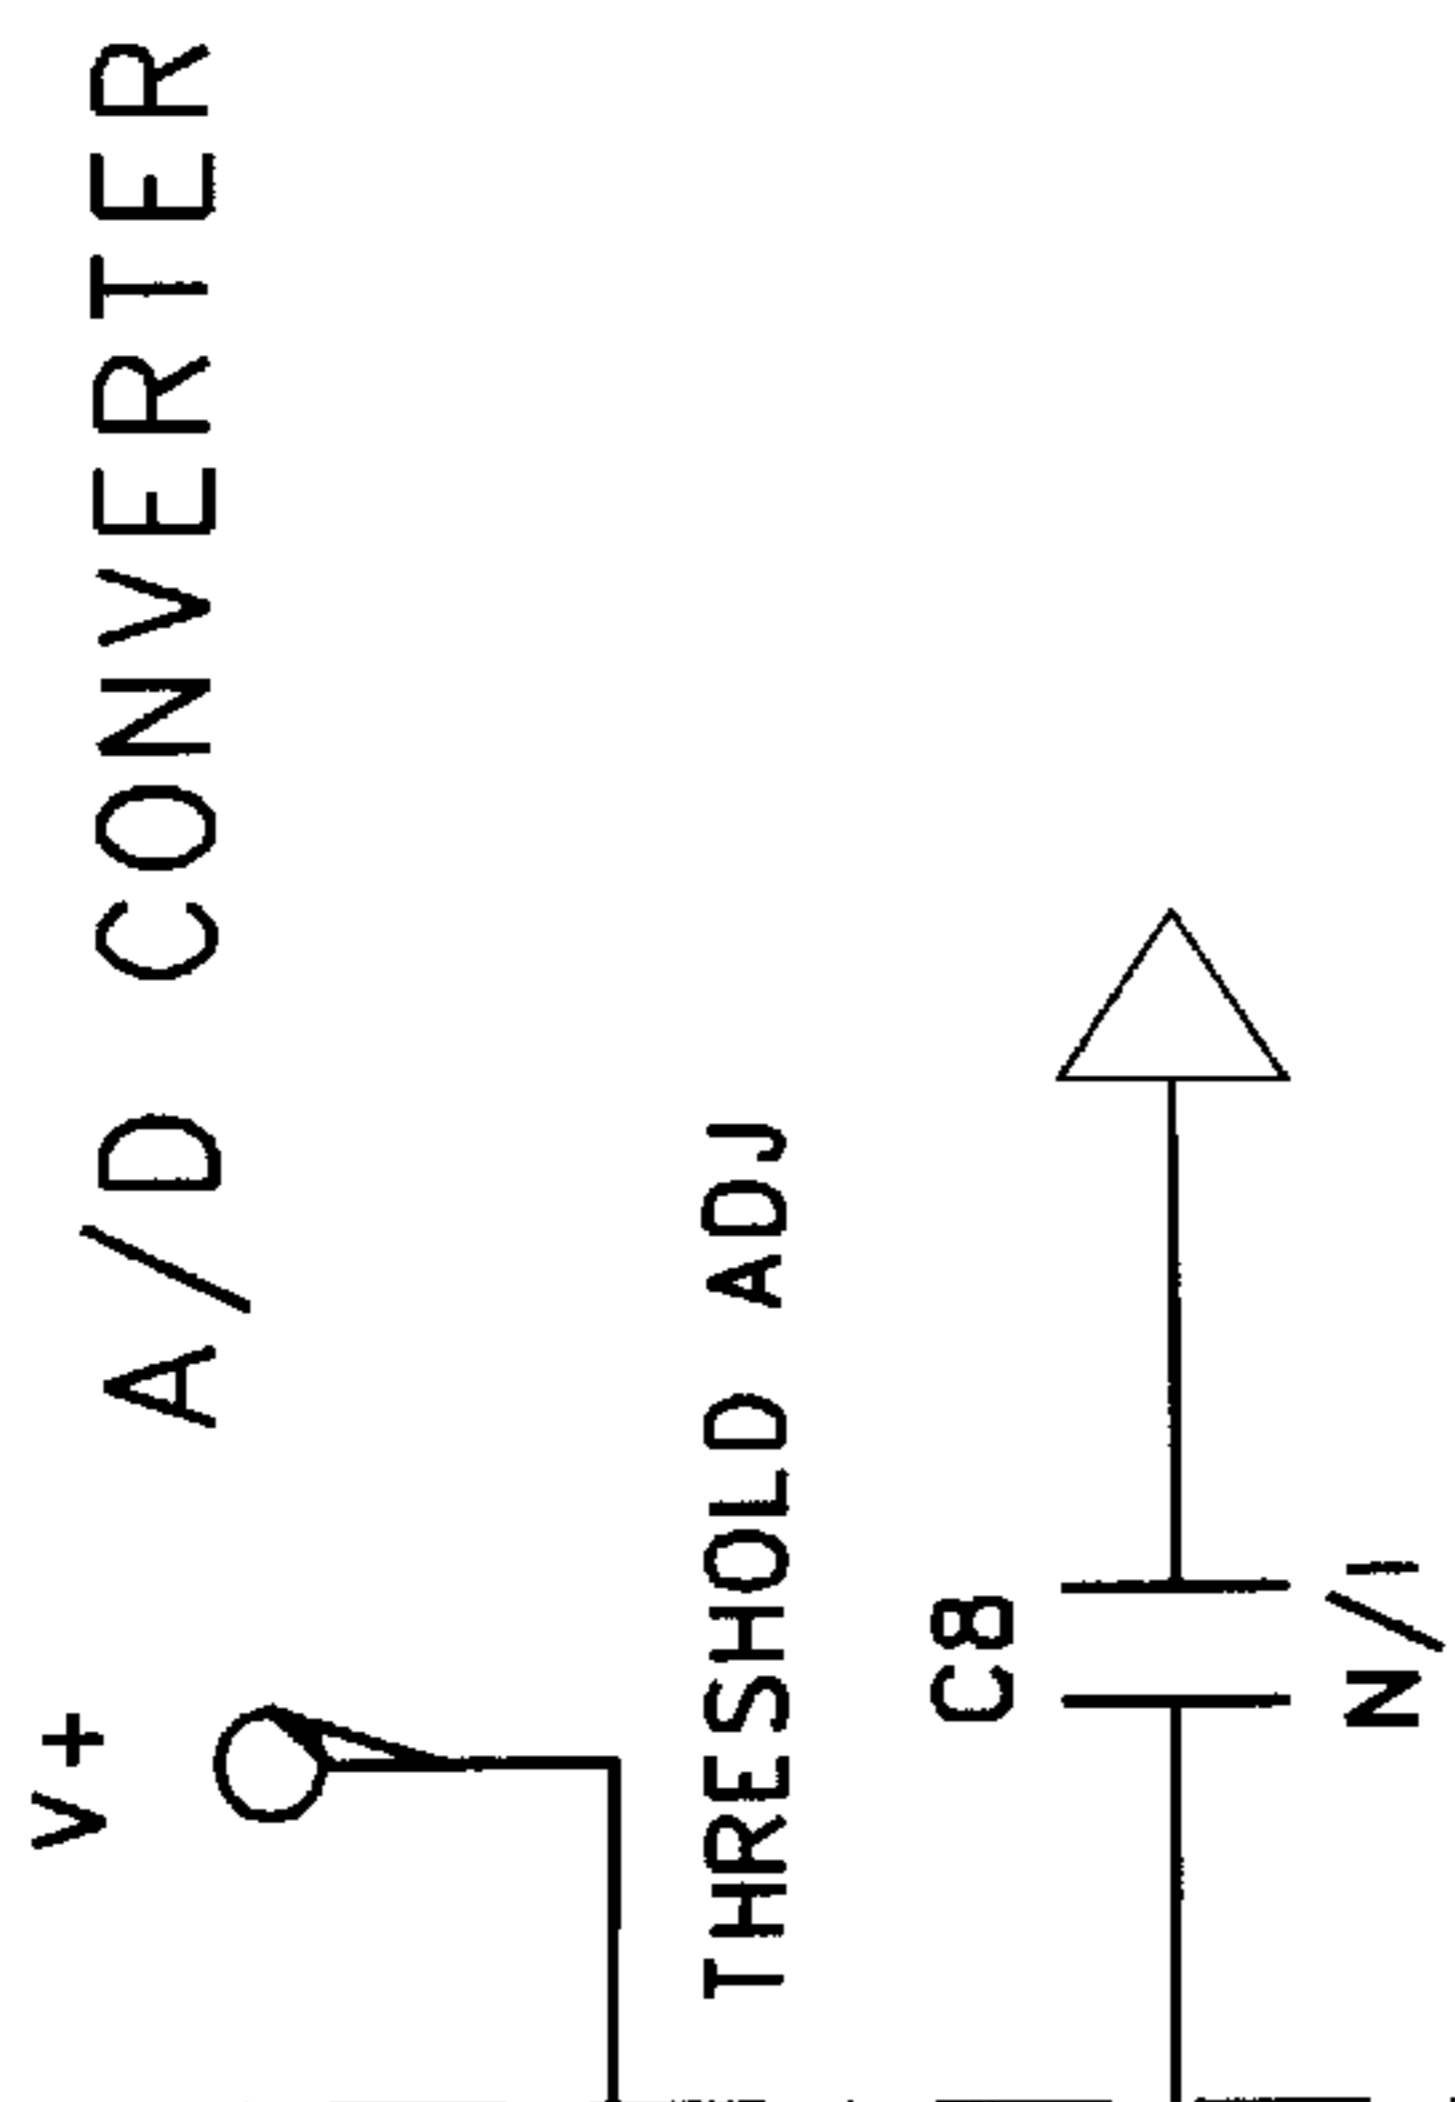 A/D CONVERTER
V+
THRESHOLD ADJ
C8
N/I